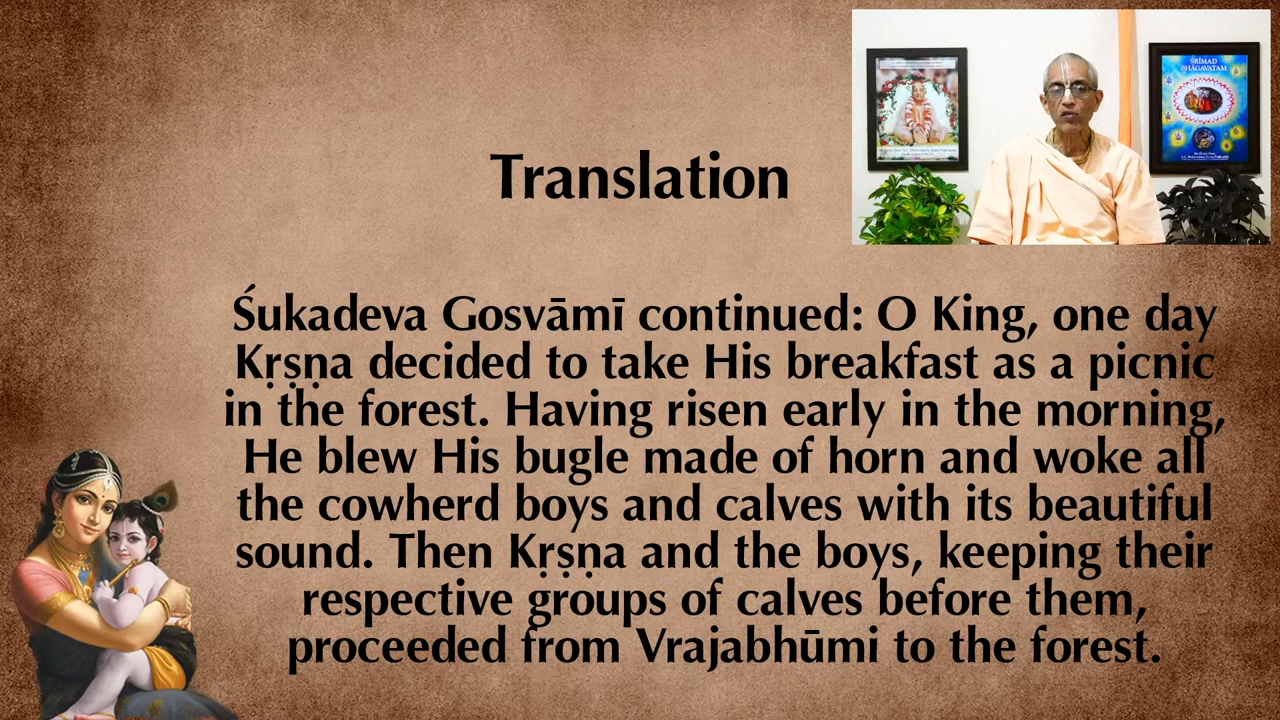 Translation
ŚRĪMAD
BHĀGAVATAM
Śukadeva Gosvāmī continued: O King, one day
Kṛṣṇa decided to take His breakfast as a picnic
in the forest. Having risen early in the morning,
He blew His bugle made of horn and woke all
the cowherd boys and calves with its beautiful
sound. Then Kṛṣṇa and the boys, keeping their
respective groups of calves before them,
proceeded from Vrajabhūmi to the forest.